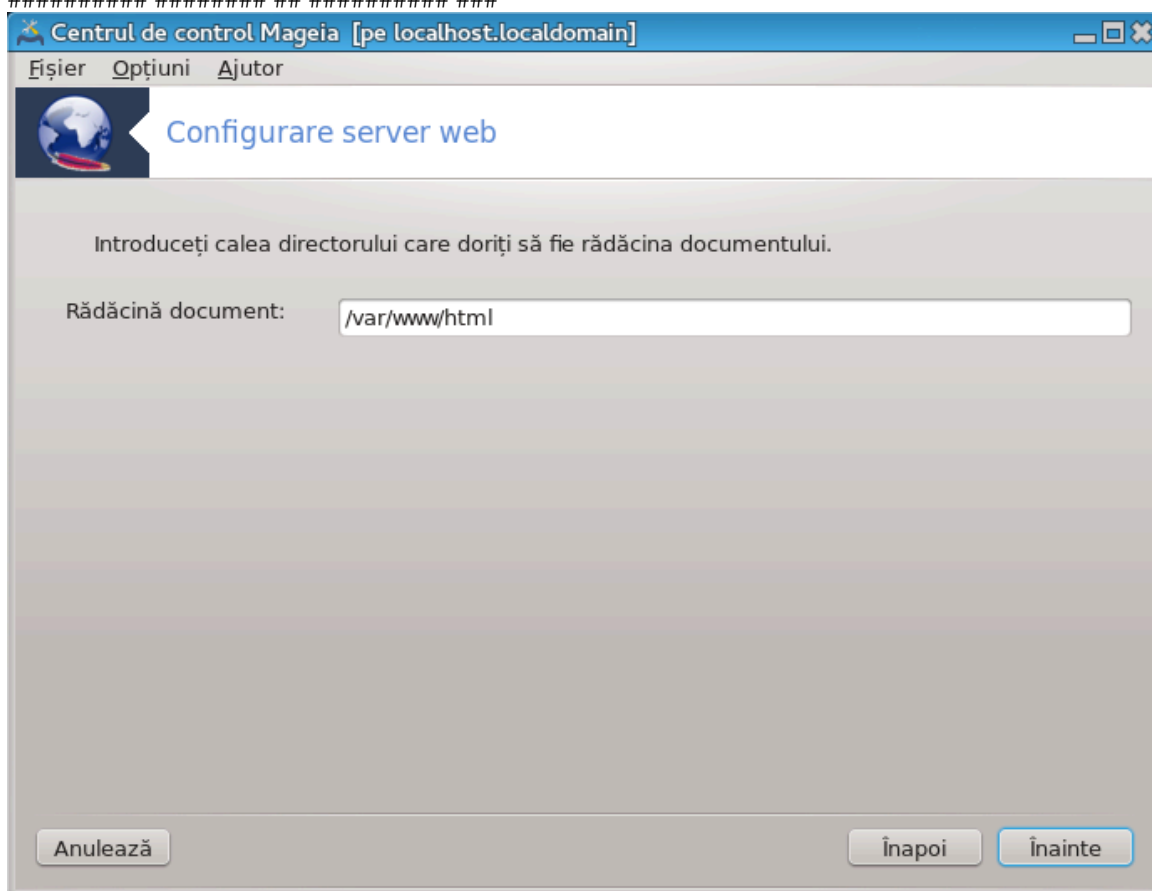 ########## ######## ## ########## ###
Centrul de control Mageia [pe localhost.localdomain]
Fișier Opțiuni Ajutor
Configurare server web
Introduceți calea directorului care doriți să fie rădăcina documentului.
Rădăcină document: /var/www/html
Anulează Înapoi Înainte